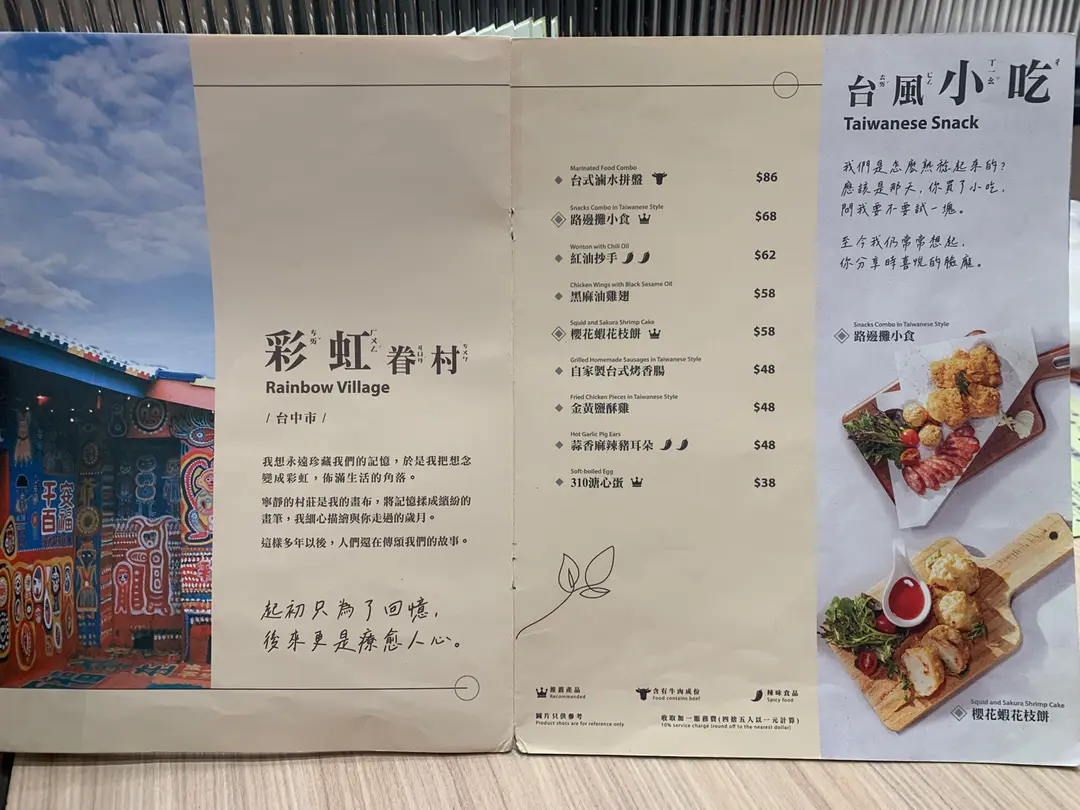 彩虹眷村
ㄘㄞˇ ㄏㄨㄥˊ ㄐㄩㄢˋ ㄘㄨㄣ
Rainbow Village
/ 台中市 /
我想永遠珍藏我們的記憶，於是我把想念
變成彩虹，佈滿生活的角落。
寧靜的村莊是我的畫布，將記憶揉成繽紛的
畫筆，我細心描繪與你走過的歲月。
這樣多年以後，人們還在傳頌我們的故事。
起初只為了回憶，
後來更是療愈人心。
Marinated Food Combo
台式滷水拼盤 $86
Snacks Combo in Taiwanese Style
路邊攤小食 $68
Wonton with Chili Oil
紅油抄手 $62
Chicken Wings with Black Sesame Oil
黑麻油雞翅 $58
Squid and Sakura Shrimp Cake
櫻花蝦花枝餅 $58
Grilled Homemade Sausages in Taiwanese Style
自家製台式烤香腸 $48
Fried Chicken Pieces in Taiwanese Style
金黃鹽酥雞 $48
Hot Garlic Pig Ears
蒜香麻辣豬耳朵 $48
Soft-boiled Egg
310溏心蛋 $38
推薦產品
Recommended
含有牛肉成份
Food contains beef
辣味食品
Spicy food
圖片只供參考
Product shots are for reference only
收取加一服務費(四捨五人以一元計算)
10% service charge (round off to the nearest dollar)
台風小吃
ㄊㄞˊ ㄈㄥ ㄒㄧㄠˇ ㄔ
Taiwanese Snack
我們是怎麼熟稔起來的？
應該是那天，你買了小吃，
問我要不要試一塊。
至今我仍常常想起，
你分享時喜悅的臉龐。
Snacks Combo in Taiwanese Style
路邊攤小食
Squid and Sakura Shrimp Cake
櫻花蝦花枝餅
安福
千百